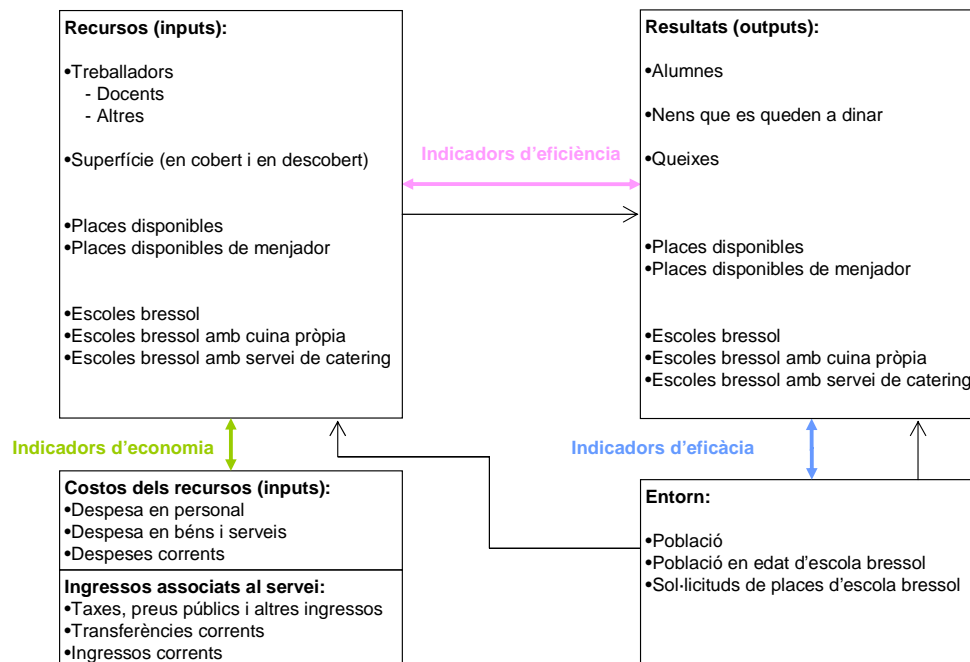 Recursos (inputs):
•Treballadors
- Docents
- Altres
•Superfície (en cobert i en descobert)
•Places disponibles
•Places disponibles de menjador
•Escoles bressol
•Escoles bressol amb cuina pròpia
•Escoles bressol amb servei de catering
Indicadors d'eficiència
Resultats (outputs):
•Alumnes
•Nens que es queden a dinar
•Queixes
•Places disponibles
•Places disponibles de menjador
•Escoles bressol
•Escoles bressol amb cuina pròpia
•Escoles bressol amb servei de catering
Indicadors d'economia
Indicadors d'eficàcia
Costos dels recursos (inputs):
•Despesa en personal
•Despesa en béns i serveis
•Despeses corrents
Ingressos associats al servei:
•Taxes, preus públics i altres ingressos
•Transferències corrents
•Ingressos corrents
Entorn:
•Població
•Població en edat d'escola bressol
•Sol·licituds de places d'escola bressol